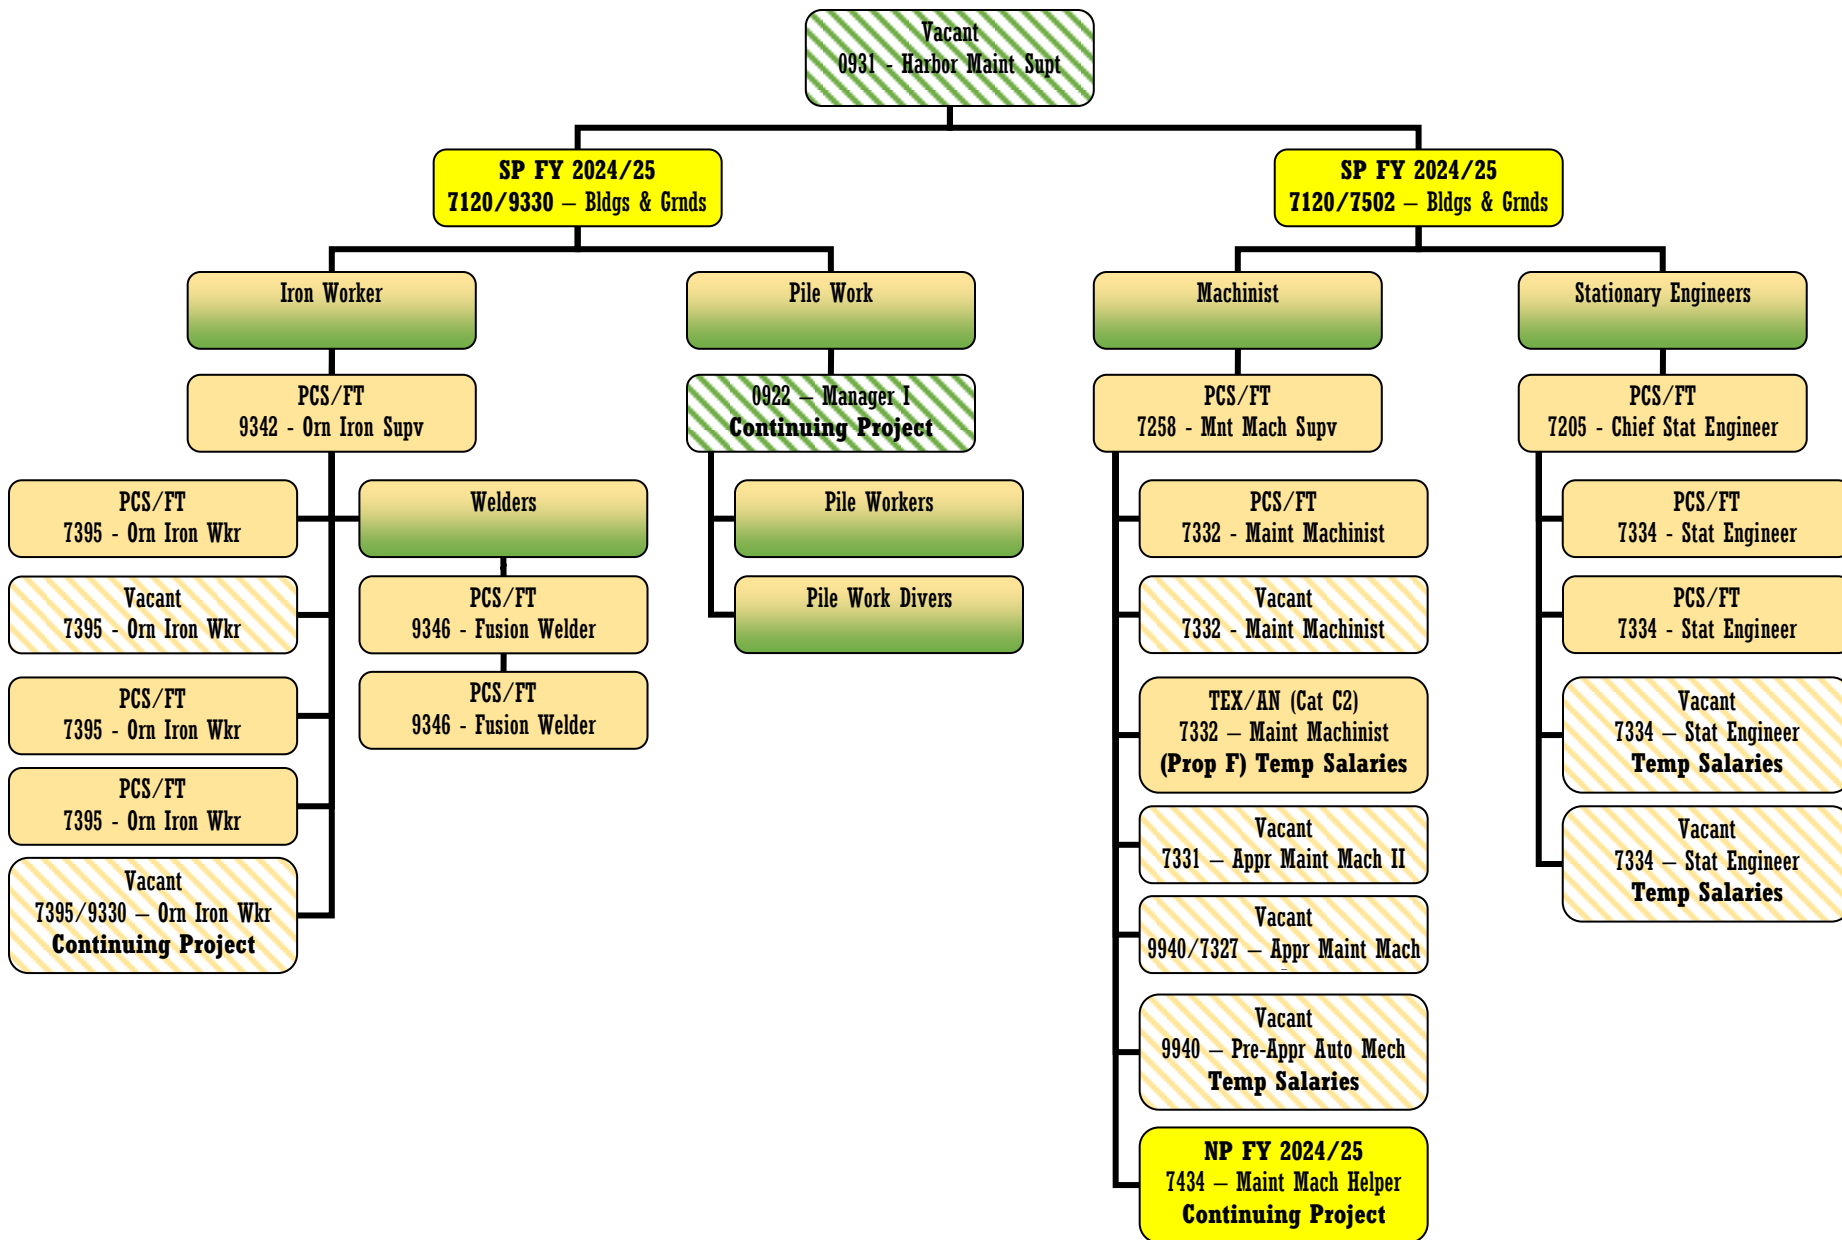 Vacant
0931 - Harbor Maint Supt
SP FY 2024/25
7120/9330 – Bldgs & Grnds
SP FY 2024/25
7120/7502 – Bldgs & Grnds
Iron Worker
Pile Work
Machinist
Stationary Engineers
PCS/FT
9342 - Orn Iron Supv
0922 – Manager I
Continuing Project
PCS/FT
7258 - Mnt Mach Supv
PCS/FT
7205 - Chief Stat Engineer
PCS/FT
7395 - Orn Iron Wkr
Welders
Pile Workers
PCS/FT
7332 - Maint Machinist
PCS/FT
7334 - Stat Engineer
Vacant
7395 - Orn Iron Wkr
PCS/FT
9346 - Fusion Welder
Pile Work Divers
Vacant
7332 - Maint Machinist
PCS/FT
7334 - Stat Engineer
PCS/FT
7395 - Orn Iron Wkr
PCS/FT
9346 - Fusion Welder
TEX/AN (Cat C2)
7332 – Maint Machinist
(Prop F) Temp Salaries
Vacant
7334 – Stat Engineer
Temp Salaries
PCS/FT
7395 - Orn Iron Wkr
Vacant
7331 – Appr Maint Mach II
Vacant
7334 – Stat Engineer
Temp Salaries
Vacant
7395/9330 – Orn Iron Wkr
Continuing Project
Vacant
9940/7327 – Appr Maint Mach
Vacant
9940 – Pre-Appr Auto Mech
Temp Salaries
NP FY 2024/25
7434 – Maint Mach Helper
Continuing Project